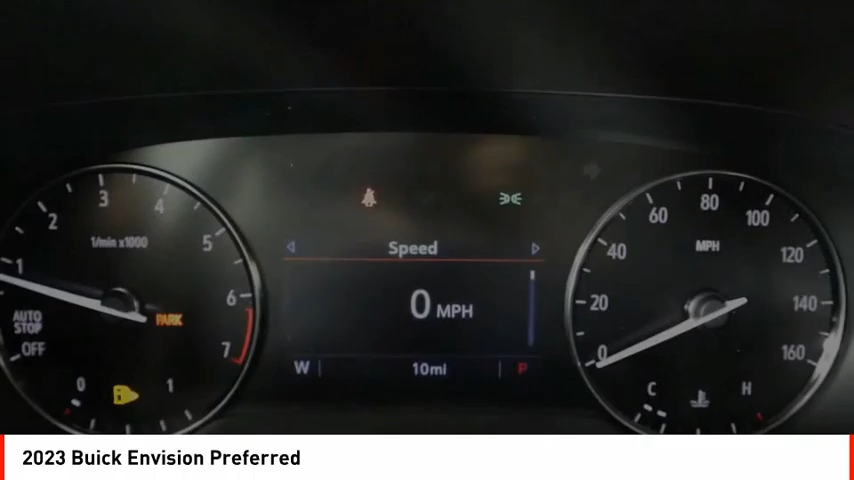 3
4
2
5
1/min x1000
1
6
PARK
AUTO
STOP
OFF
7
0
1
Speed
0 MPH
W
10mi
P
80
60
100
MPH
40
120
20
140
0
160
C
H
2023 Buick Envision Preferred